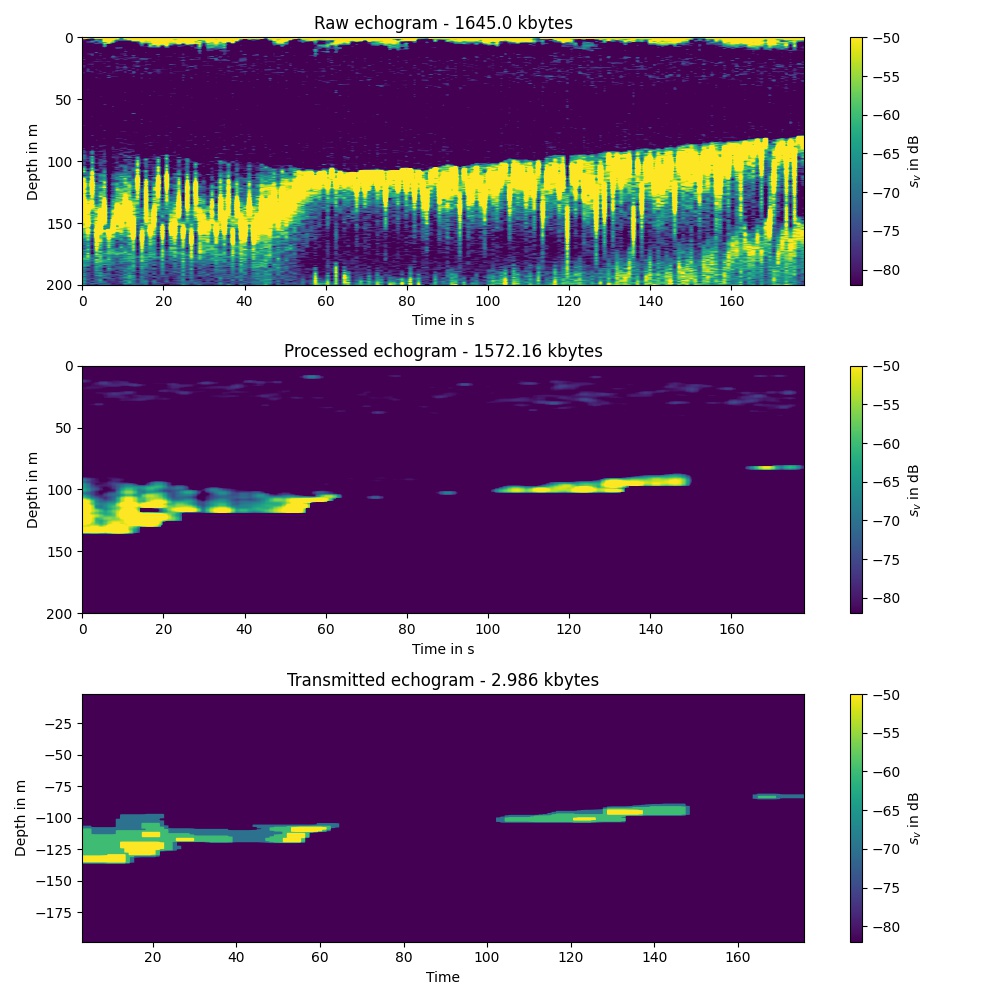 Raw echogram - 1645.0 kbytes
0
50
100
150
200
Depth in m
0 20 40 60 80 100 120 140 160
Time in s
−50
−55
−60
−65
−70
−75
−80
sv in dB
Processed echogram - 1572.16 kbytes
0
50
100
150
200
Depth in m
0 20 40 60 80 100 120 140 160
Time in s
−50
−55
−60
−65
−70
−75
−80
sv in dB
Transmitted echogram - 2.986 kbytes
−25
−50
−75
−100
−125
−150
−175
Depth in m
20 40 60 80 100 120 140 160
Time
−50
−55
−60
−65
−70
−75
−80
sv in dB